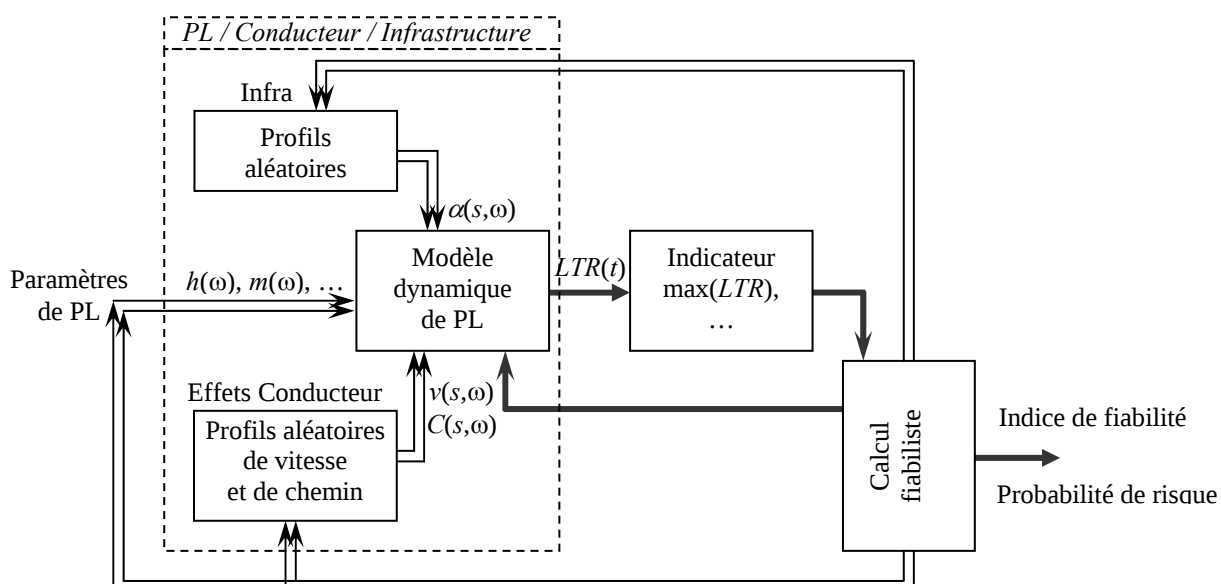 PL / Conducteur / Infrastructure
Infra
Profils
aléatoires
α(s,ω)
Paramètres
de PL
h(ω), m(ω), …
Modèle
dynamique
de PL
LTR(t)
Indicateur
max(LTR),
…
Effets Conducteur
v(s,ω)
C(s,ω)
Profils aléatoires
de vitesse
et de chemin
Calcul
fiabiliste
Indice de fiabilité
Probabilité de risque